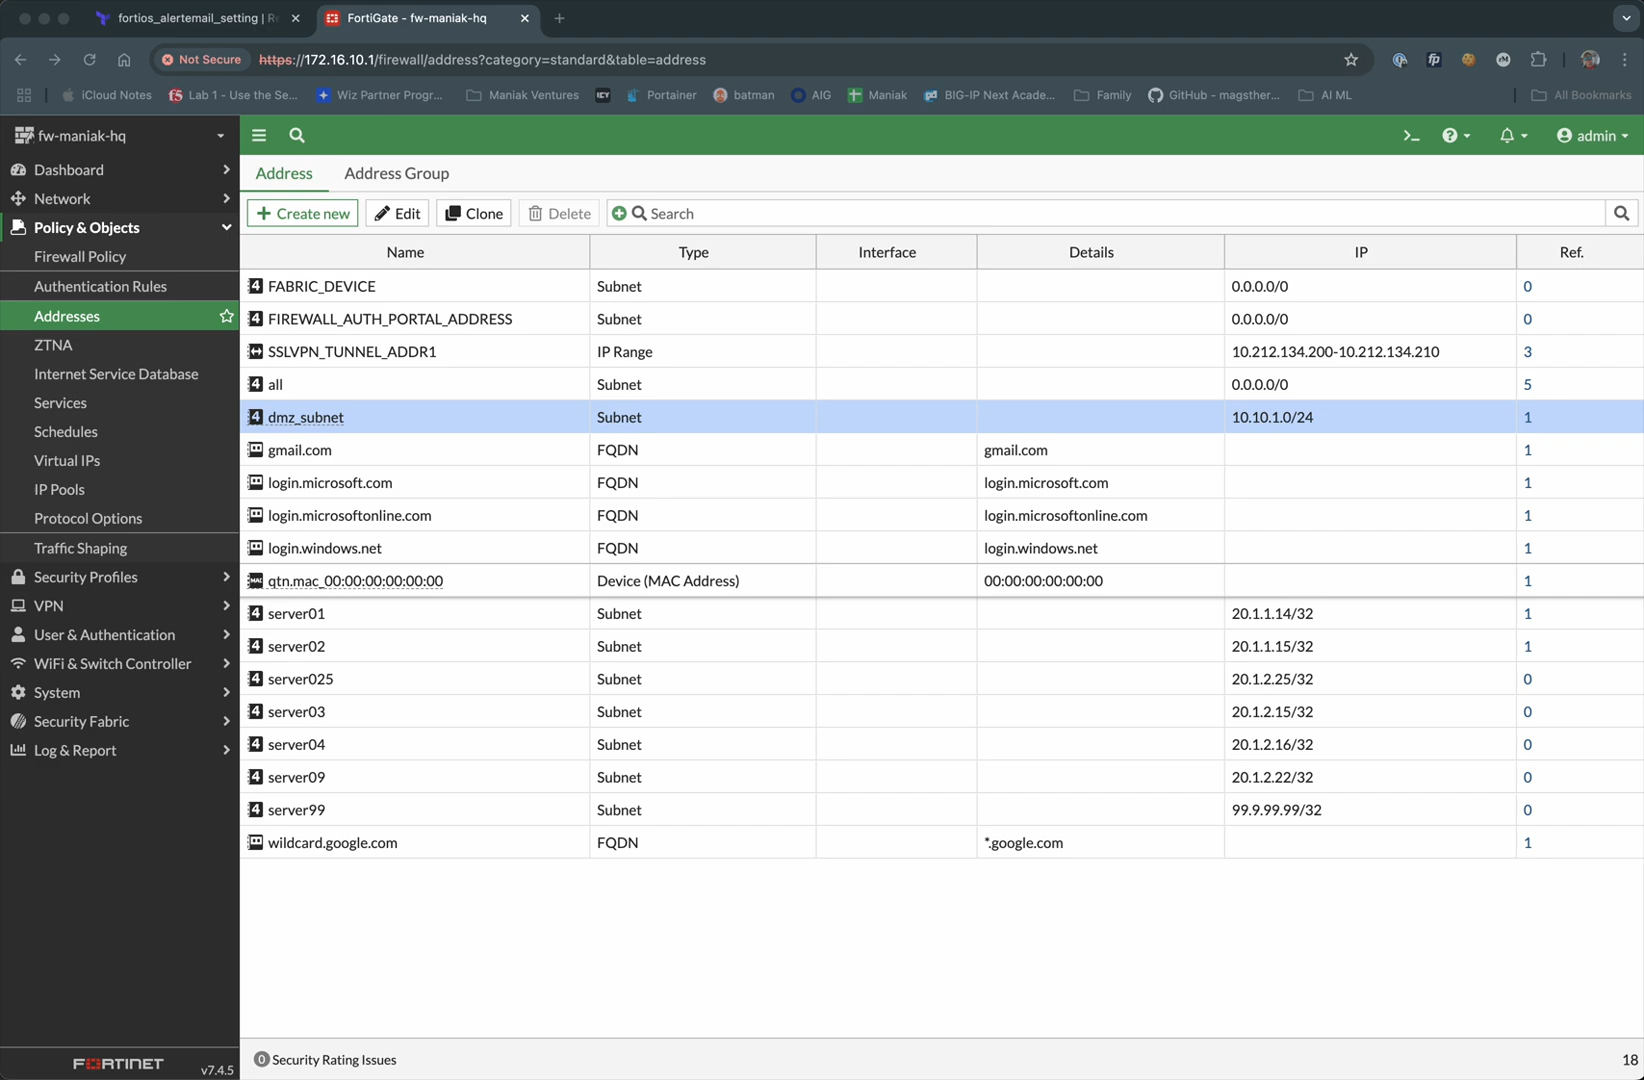 fortios_alertemail_setting | Re
FortiGate - fw-maniak-hq
Not Secure
https://172.16.10.1/firewall/address?category=standard&table=address
iCloud Notes
Lab 1 - Use the Se...
Wiz Partner Progr...
Maniak Ventures
Portainer
batman
AIG
Maniak
BIG-IP Next Acade...
Family
GitHub - magsther...
AI ML
All Bookmarks
fw-maniak-hq
admin
Dashboard
Network
Policy & Objects
Firewall Policy
Authentication Rules
Addresses
ZTNA
Internet Service Database
Services
Schedules
Virtual IPs
IP Pools
Protocol Options
Traffic Shaping
Security Profiles
VPN
User & Authentication
WiFi & Switch Controller
System
Security Fabric
Log & Report
FORTINET
v7.4.5
Address Address Group
Create new Edit Clone Delete Search
Name Type Interface Details IP Ref.
4 FABRIC_DEVICE Subnet 0.0.0.0/0 0
4 FIREWALL_AUTH_PORTAL_ADDRESS Subnet 0.0.0.0/0 0
SSLVPN_TUNNEL_ADDR1 IP Range 10.212.134.200-10.212.134.210 3
4 all Subnet 0.0.0.0/0 5
4 dmz_subnet Subnet 10.10.1.0/24 1
gmail.com FQDN gmail.com 1
login.microsoft.com FQDN login.microsoft.com 1
login.microsoftonline.com FQDN login.microsoftonline.com 1
login.windows.net FQDN login.windows.net 1
MAC qtn.mac_00:00:00:00:00:00 Device (MAC Address) 00:00:00:00:00:00 1
4 server01 Subnet 20.1.1.14/32 1
4 server02 Subnet 20.1.1.15/32 1
4 server025 Subnet 20.1.2.25/32 0
4 server03 Subnet 20.1.2.15/32 0
4 server04 Subnet 20.1.2.16/32 0
4 server09 Subnet 20.1.2.22/32 0
4 server99 Subnet 99.9.99.99/32 0
wildcard.google.com FQDN *.google.com 1
0 Security Rating Issues
18